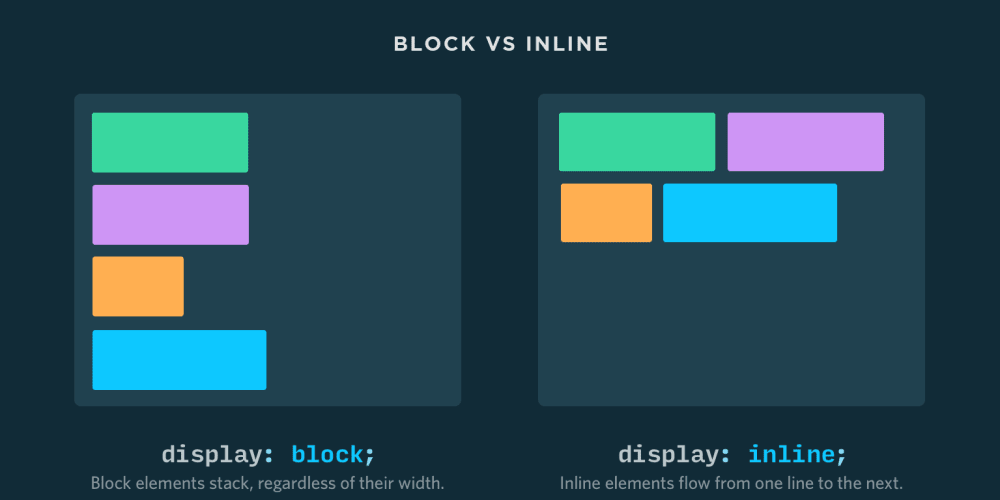 BLOCK VS INLINE
display: block;
Block elements stack, regardless of their width.
display: inline;
Inline elements flow from one line to the next.